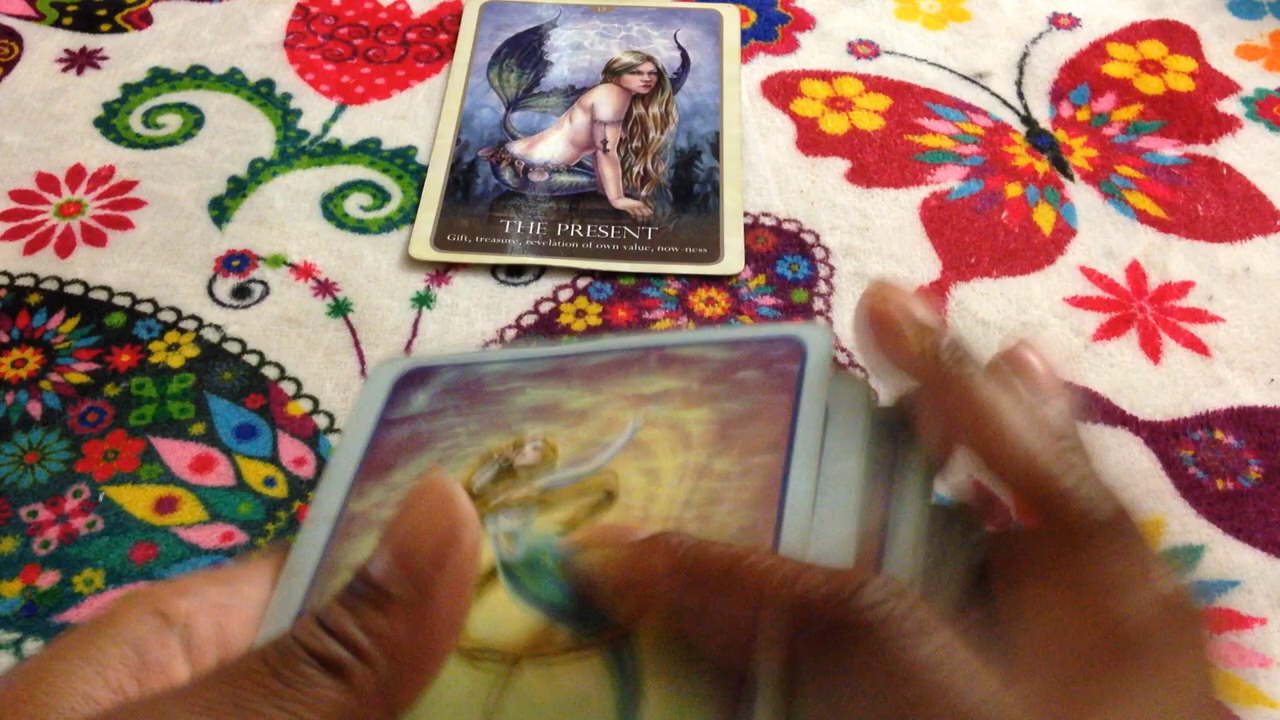 THE PRESENT
Gift, treasure, revelation of own value, now-ness